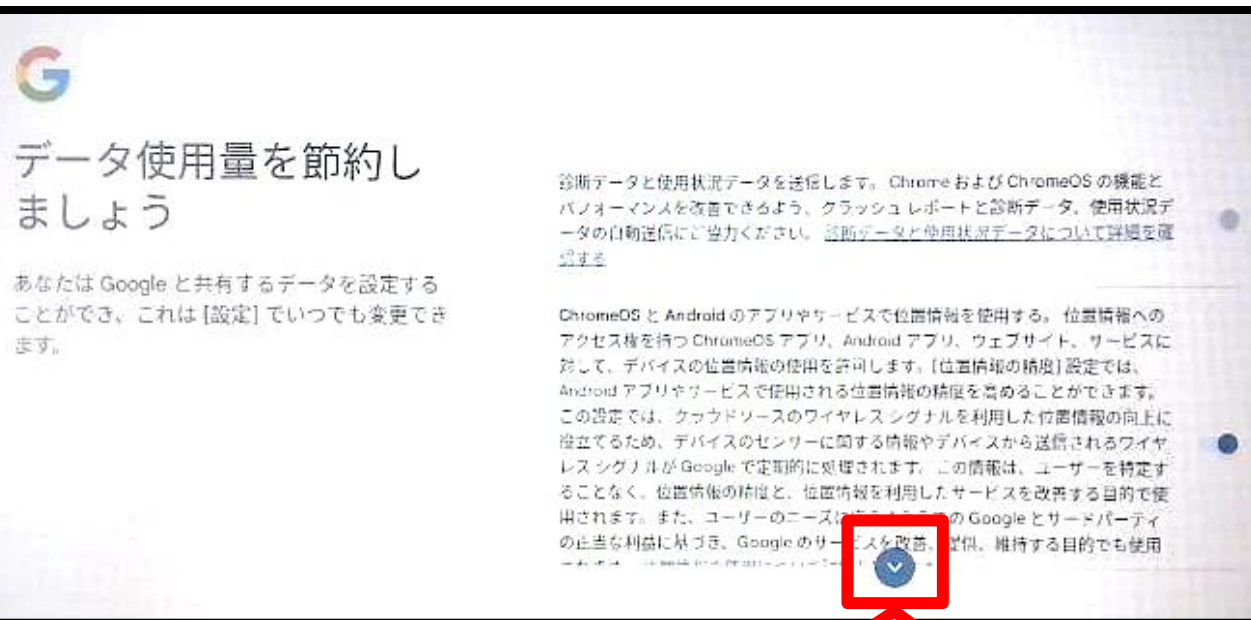 データ使用量を節約し
ましょう
あなたは Google と共有するデータを設定する
ことができ、これは [設定] でいつでも変更でき
ます。
診断データと使用状況データを送信します。 Chrome および ChromeOS の機能と
パフォーマンスを改善できるよう、クラッシュ レポートと診断データ、使用状況デ
ータの自動送信にご協力ください。 診断データと使用状況データについて詳細を確
認する
ChromeOS と Android のアプリやサービスで位置情報を使用する。 位置情報への
アクセス権を持つ ChromeOS アプリ、Android アプリ、ウェブサイト、サービスに
対して、デバイスの位置情報の使用を許可します。[位置情報の精度] 設定では、
Android アプリやサービスで使用される位置情報の精度を高めることができます。
この設定では、クラウドソースのワイヤレス シグナルを利用した位置情報の向上に
役立てるため、デバイスのセンサーに関する情報やデバイスから送信されるワイヤ
レス シグナルが Google で定期的に処理されます。この情報は、ユーザーを特定す
ることなく、位置情報の精度と、位置情報を利用したサービスを改善する目的で使
用されます。また、ユーザーのニーズに の Google とサードパーティ
の正当な利益に基づき、Google のサービスを改善、提供、維持する目的でも使用